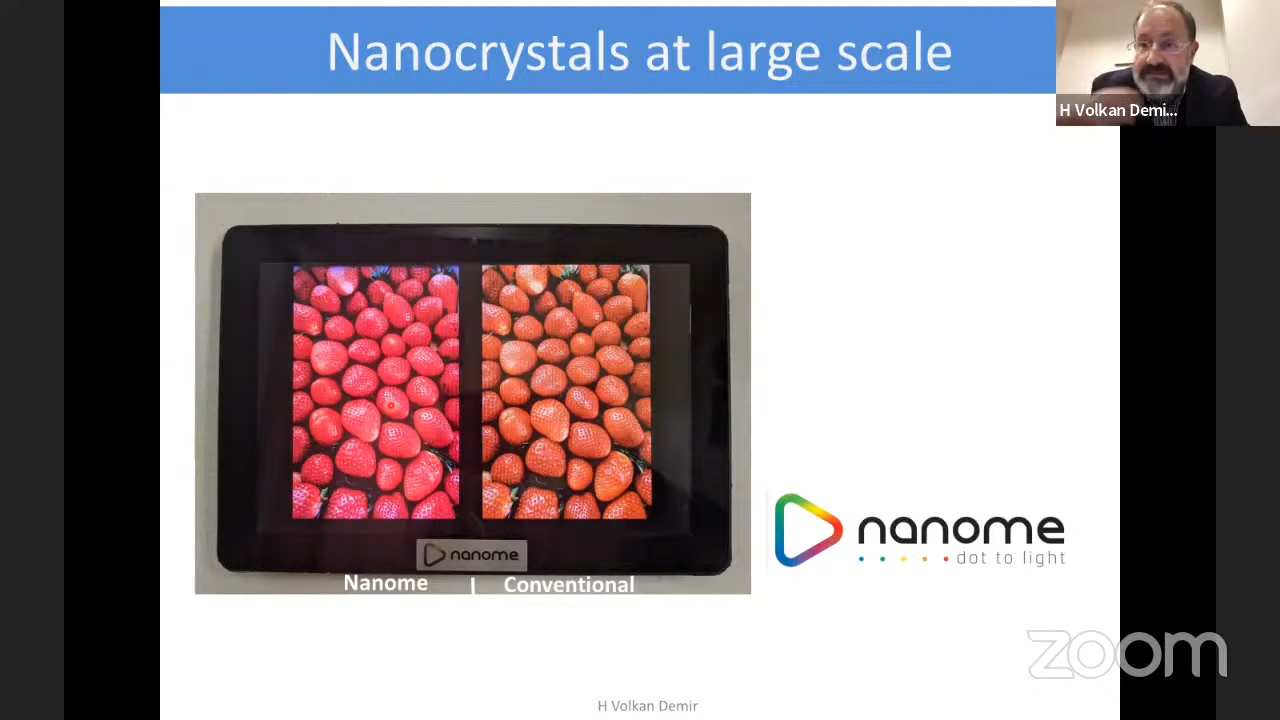 Nanocrystals at large scale
H Volkan Demi...
nanome
Nanome | Conventional
nanome
dot to light
zoom
H Volkan Demir